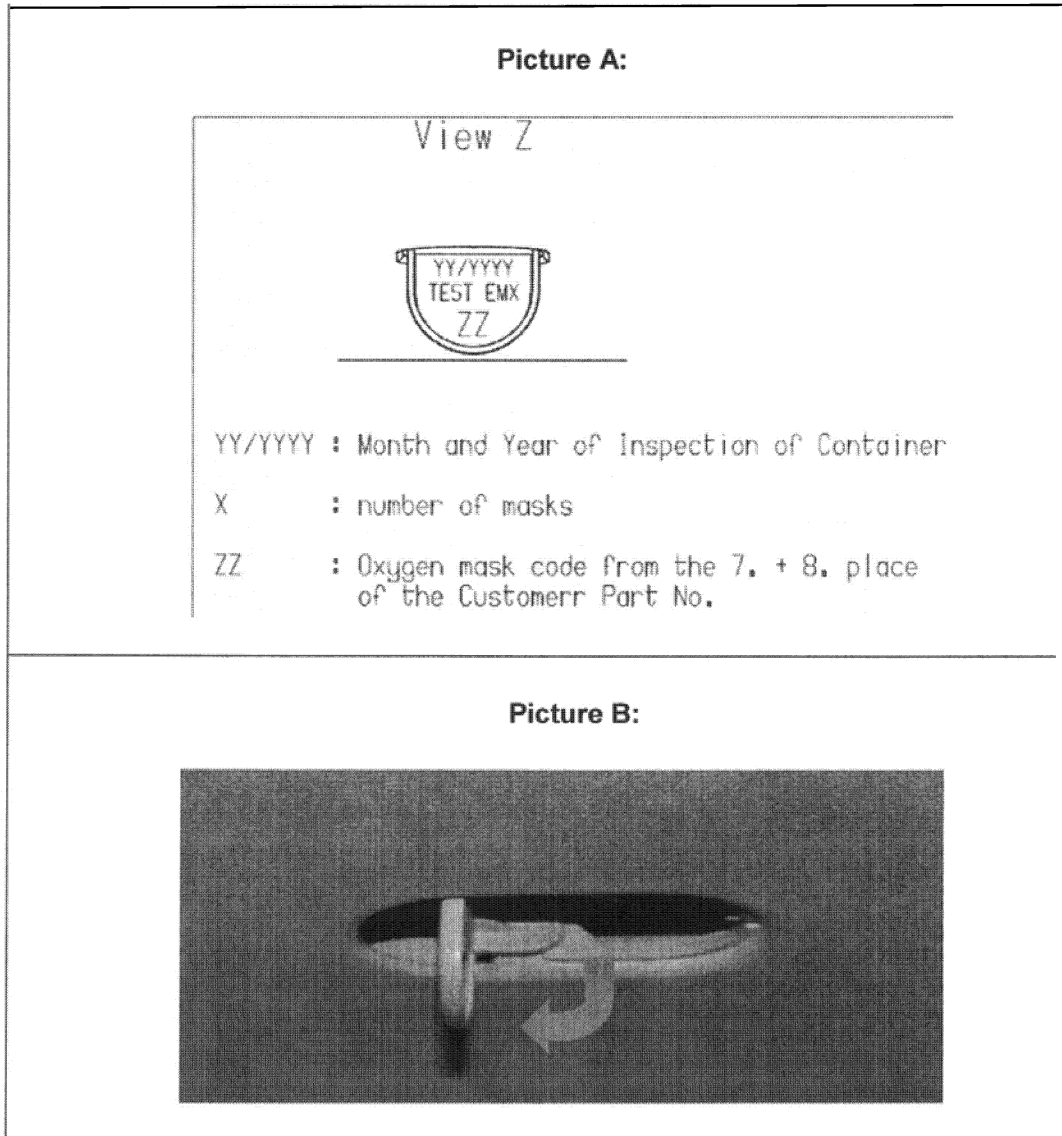 Picture A:
View Z
YY/YYYY
TEST EMX
ZZ
YY/YYYY : Month and Year of Inspection of Container
X : number of masks
ZZ : Oxygen mask code from the 7. + 8. place
of the Customerr Part No.
Picture B: